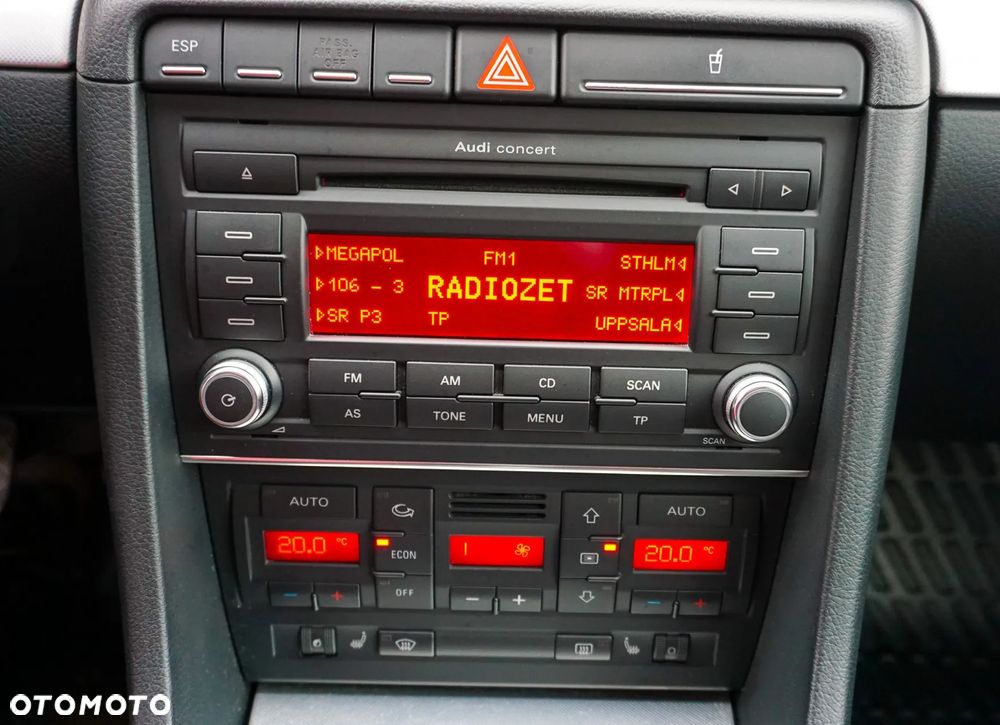 ESP
PASS.
AIR BAG
OFF
Audi concert
MEGAPOL FM1 STHLM
106 - 3 RADIOZET SR MTRPL
SR P3 TP UPPSALA
FM AM CD SCAN
AS TONE MENU TP
SCAN
AUTO AUTO
20.0 °C 1 20.0 °C
ECON
OFF
OTOMOTO